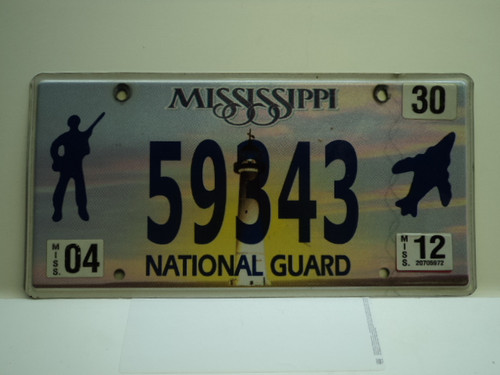 MISSISSIPPI
30
59343
MISS.
04
NATIONAL GUARD
MISS.
12